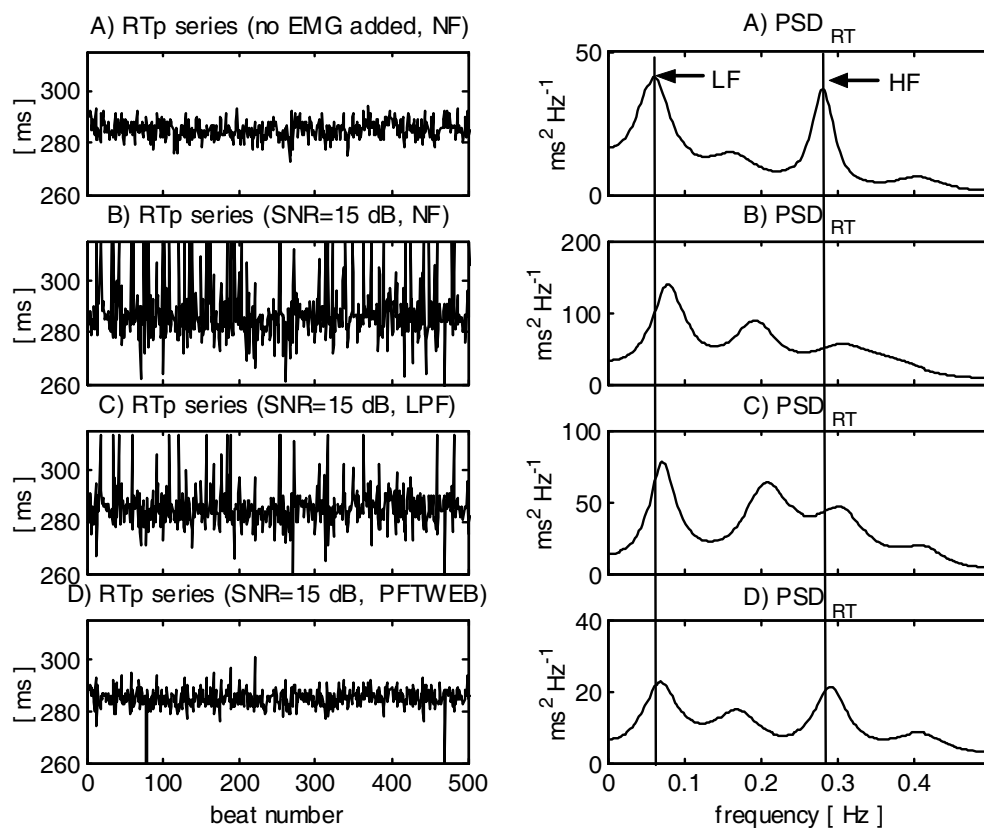 A) RTp series (no EMG added, NF)
300
280
260
[ ms ]
B) RTp series (SNR=15 dB, NF)
300
280
260
[ ms ]
C) RTp series (SNR=15 dB, LPF)
300
280
260
[ ms ]
D) RTp series (SNR=15 dB, PFTWEB)
300
280
260
[ ms ]
0 100 200 300 400 500
beat number
A) PSD RT
50
0
ms² Hz⁻¹
LF
HF
B) PSD RT
200
100
0
ms² Hz⁻¹
C) PSD RT
100
50
0
ms² Hz⁻¹
D) PSD RT
40
20
0
ms² Hz⁻¹
0 0.1 0.2 0.3 0.4
frequency [ Hz ]